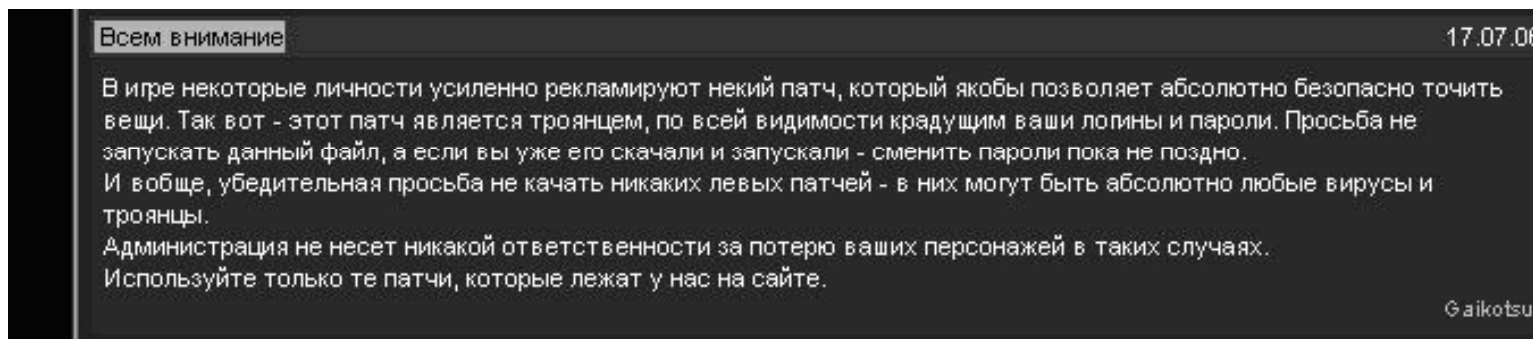 Всем внимание
17.07.06
В игре некоторые личности усиленно рекламируют некий патч, который якобы позволяет абсолютно безопасно точить
вещи. Так вот - этот патч является троянцем, по всей видимости крадущим ваши логины и пароли. Просьба не
запускать данный файл, а если вы уже его скачали и запускали - сменить пароли пока не поздно.
И вобще, убедительная просьба не качать никаких левых патчей - в них могут быть абсолютно любые вирусы и
троянцы.
Администрация не несет никакой ответственности за потерю ваших персонажей в таких случаях.
Используйте только те патчи, которые лежат у нас на сайте.
Gaikotsu